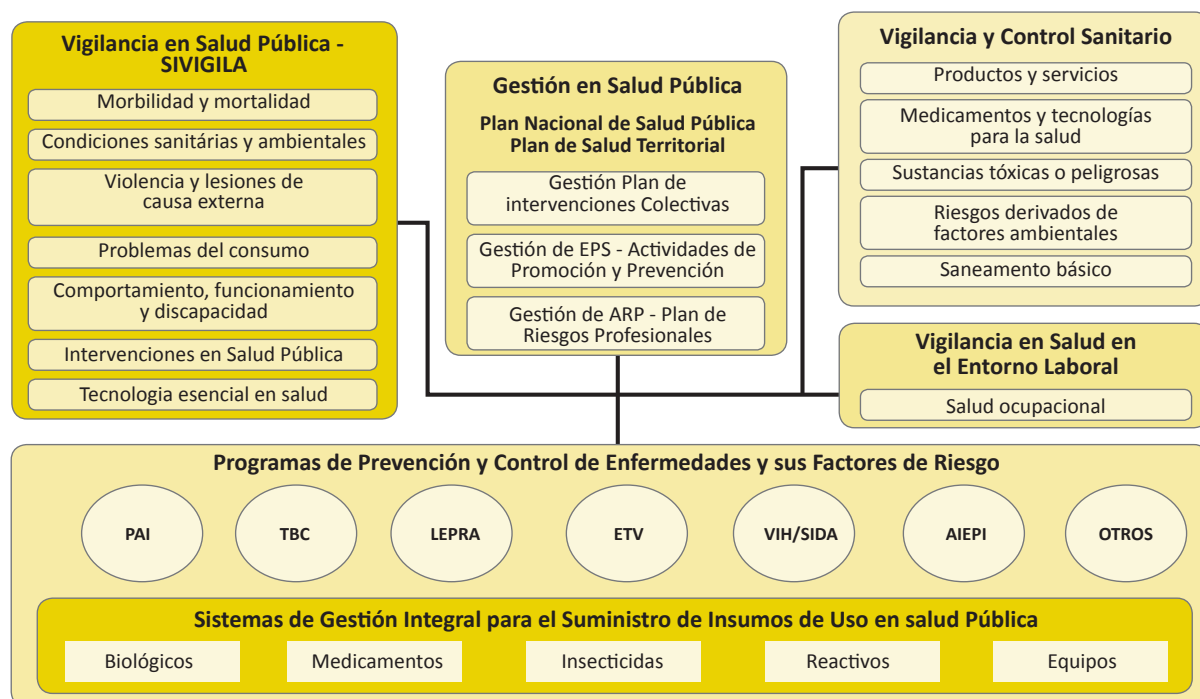 Vigilancia en Salud Pública -
SIVIGILA
Morbilidad y mortalidad
Condiciones sanitárias y ambientales
Violencia y lesiones de
causa externa
Problemas del consumo
Comportamiento, funcionamiento
y discapacidad
Intervenciones en Salud Pública
Tecnologia esencial en salud
Gestión en Salud Pública
Plan Nacional de Salud Pública
Plan de Salud Territorial
Gestión Plan de
intervenciones Colectivas
Gestión de EPS - Actividades de
Promoción y Prevención
Gestión de ARP - Plan de
Riesgos Profesionales
Vigilancia y Control Sanitario
Productos y servicios
Medicamentos y tecnologías
para la salud
Sustancias tóxicas o peligrosas
Riesgos derivados de
factores ambientales
Saneamento básico
Vigilancia en Salud en
el Entorno Laboral
Salud ocupacional
Programas de Prevención y Control de Enfermedades y sus Factores de Riesgo
PAI
TBC
LEPRA
ETV
VIH/SIDA
AIEPI
OTROS
Sistemas de Gestión Integral para el Suministro de Insumos de Uso en salud Pública
Biológicos
Medicamentos
Insecticidas
Reactivos
Equipos